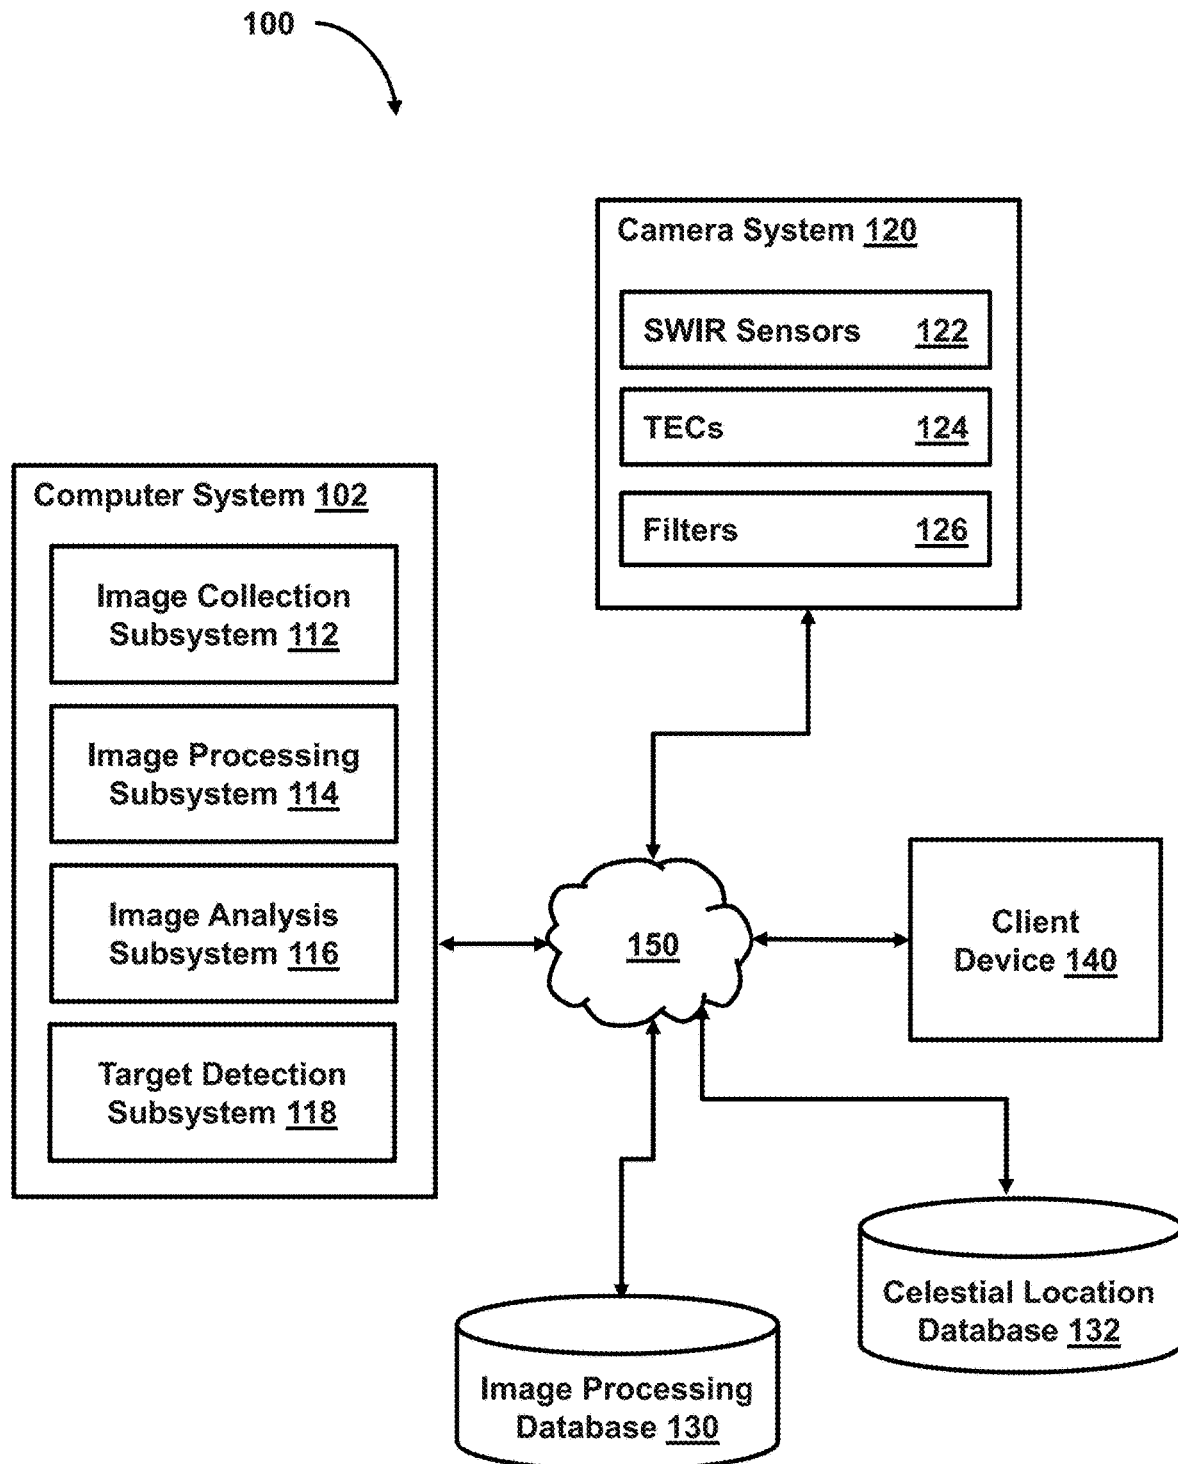 100
Camera System 120
SWIR Sensors 122
TECs 124
Filters 126
Computer System 102
Image Collection
Subsystem 112
Image Processing
Subsystem 114
Image Analysis
Subsystem 116
Target Detection
Subsystem 118
150
Client
Device 140
Celestial Location
Database 132
Image Processing
Database 130